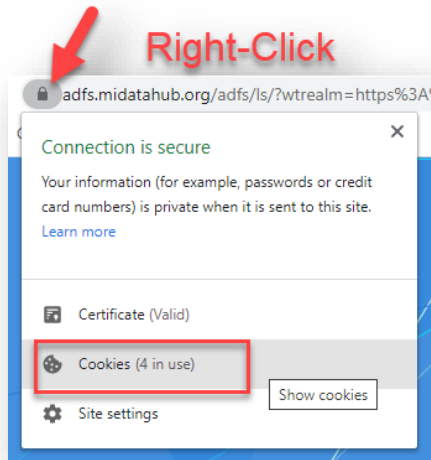 Right-Click
adfs.midatahub.org/adfs/ls/?wtrealm=https%3A
Connection is secure
Your information (for example, passwords or credit
card numbers) is private when it is sent to this site.
Learn more
Certificate (Valid)
Cookies (4 in use)
Show cookies
Site settings